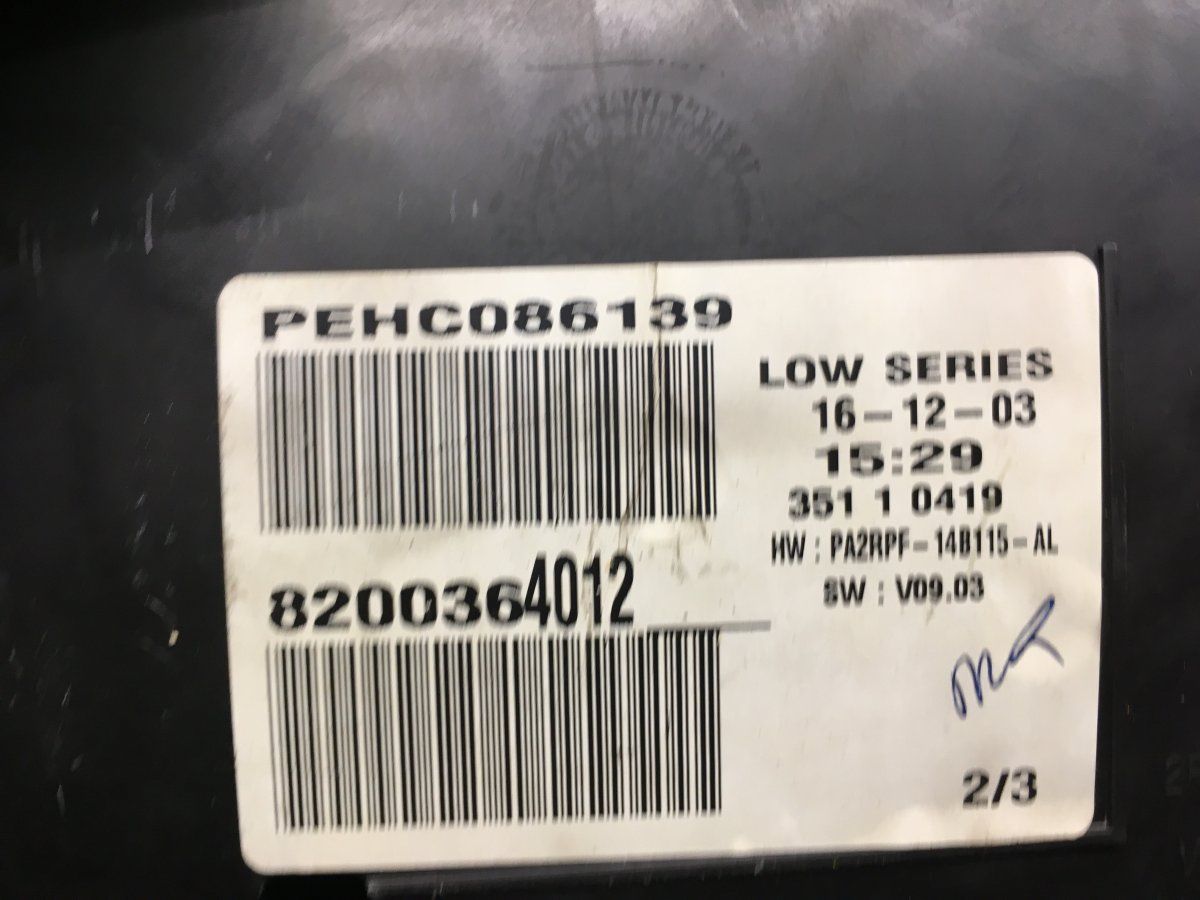 PEHC086139
LOW SERIES
16-12-03
15:29
351 1 0419
HW : PA2RPF-14B115-AL
SW : V09.03
8200364012
2/3